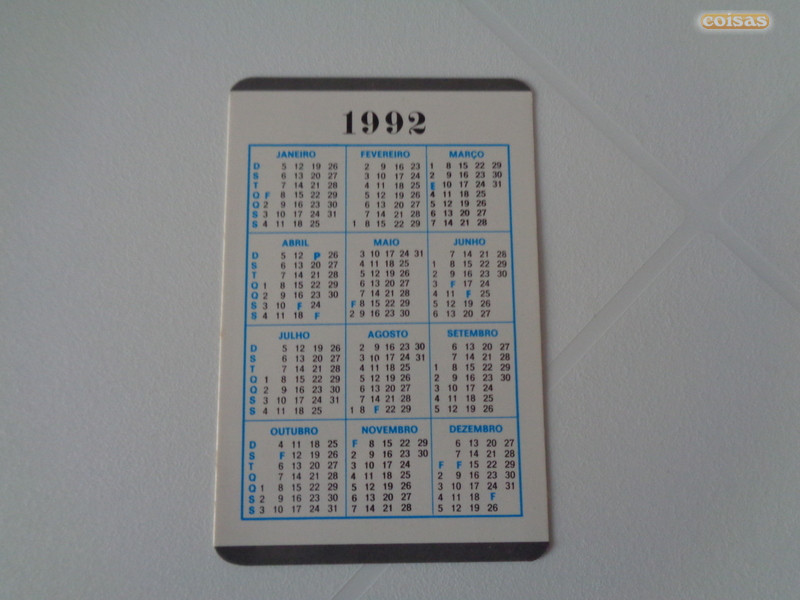 coisas
1992
JANEIRO FEVEREIRO MARÇO
D 5 12 19 26 2 9 16 23 1 8 15 22 29
S 6 13 20 27 3 10 17 24 2 9 16 23 30
T 7 14 21 28 4 11 18 25 E 10 17 24 31
Q F 8 15 22 29 5 12 19 26 4 11 18 25
Q 2 9 16 23 30 6 13 20 27 5 12 19 26
S 3 10 17 24 31 7 14 21 28 6 13 20 27
S 4 11 18 25 1 8 15 22 29 7 14 21 28
ABRIL MAIO JUNHO
D 5 12 P 26 3 10 17 24 31 7 14 21 28
S 6 13 20 27 4 11 18 25 1 8 15 22 29
T 7 14 21 28 5 12 19 26 2 9 16 23 30
Q 1 8 15 22 29 6 13 20 27 3 F 17 24
Q 2 9 16 23 30 7 14 21 28 4 11 F 25
S 3 10 F 24 F 8 15 22 29 5 12 19 26
S 4 11 18 F 2 9 16 23 30 6 13 20 27
JULHO AGOSTO SETEMBRO
D 5 12 19 26 2 9 16 23 30 6 13 20 27
S 6 13 20 27 3 10 17 24 31 7 14 21 28
T 7 14 21 28 4 11 18 25 1 8 15 22 29
Q 1 8 15 22 29 5 12 19 26 2 9 16 23 30
Q 2 9 16 23 30 6 13 20 27 3 10 17 24
S 3 10 17 24 31 7 14 21 28 4 11 18 25
S 4 11 18 25 1 8 F 22 29 5 12 19 26
OUTUBRO NOVEMBRO DEZEMBRO
D 4 11 18 25 F 8 15 22 29 6 13 20 27
S F 12 19 26 2 9 16 23 30 7 14 21 28
T 6 13 20 27 3 10 17 24 F F 15 22 29
Q 7 14 21 28 4 11 18 25 2 9 16 23 30
Q 1 8 15 22 29 5 12 19 26 3 10 17 24 31
S 2 9 16 23 30 6 13 20 27 4 11 18 F
S 3 10 17 24 31 7 14 21 28 5 12 19 26